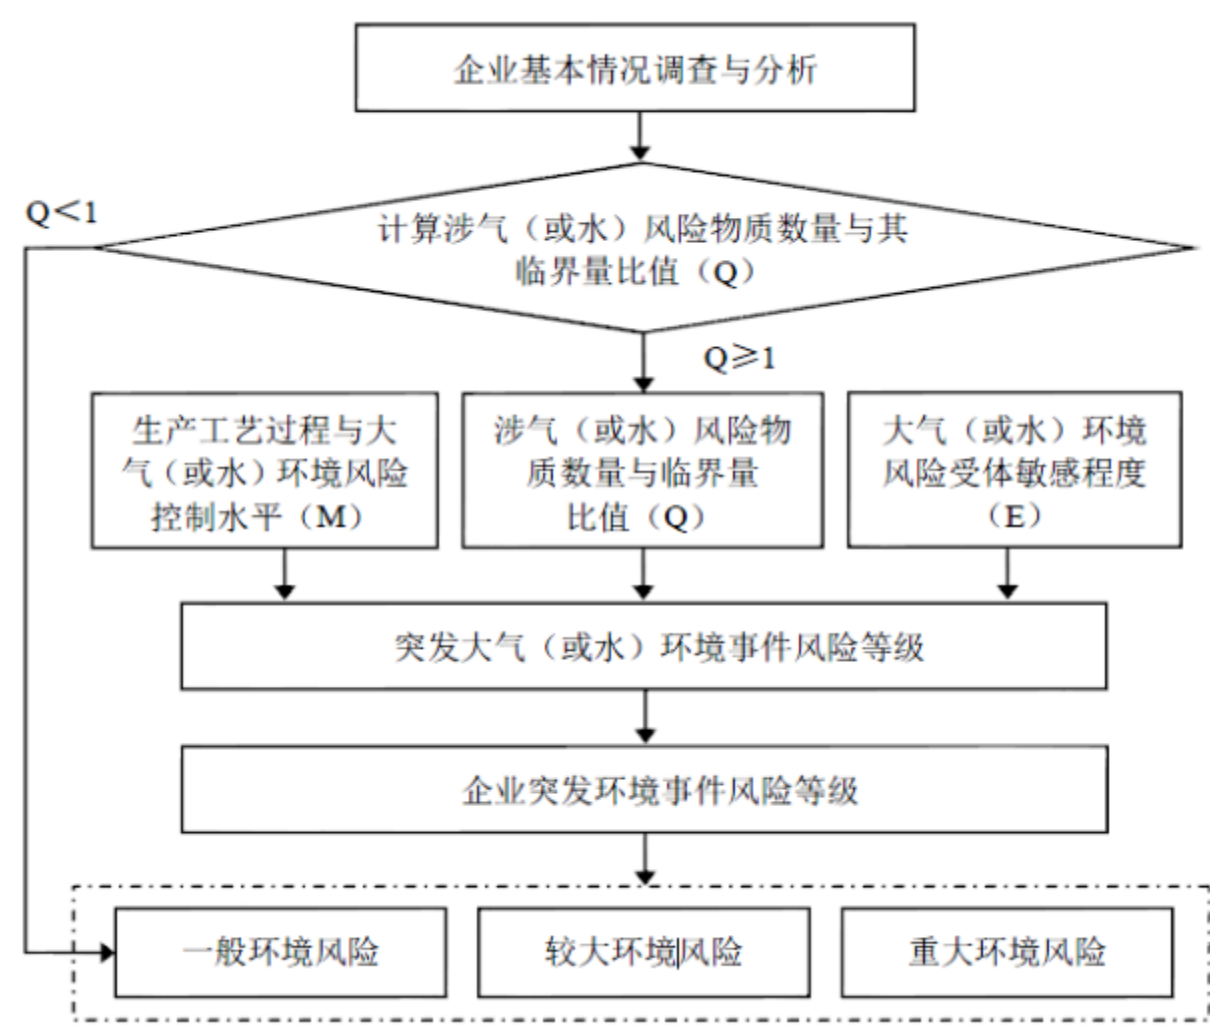 企业基本情况调查与分析
Q<1
计算涉气（或水）风险物质数量与其
临界量比值（Q）
Q≥1
生产工艺过程与大
气（或水）环境风险
控制水平（M）
涉气（或水）风险物
质数量与临界量
比值（Q）
大气（或水）环境
风险受体敏感程度
（E）
突发大气（或水）环境事件风险等级
企业突发环境事件风险等级
一般环境风险
较大环境风险
重大环境风险